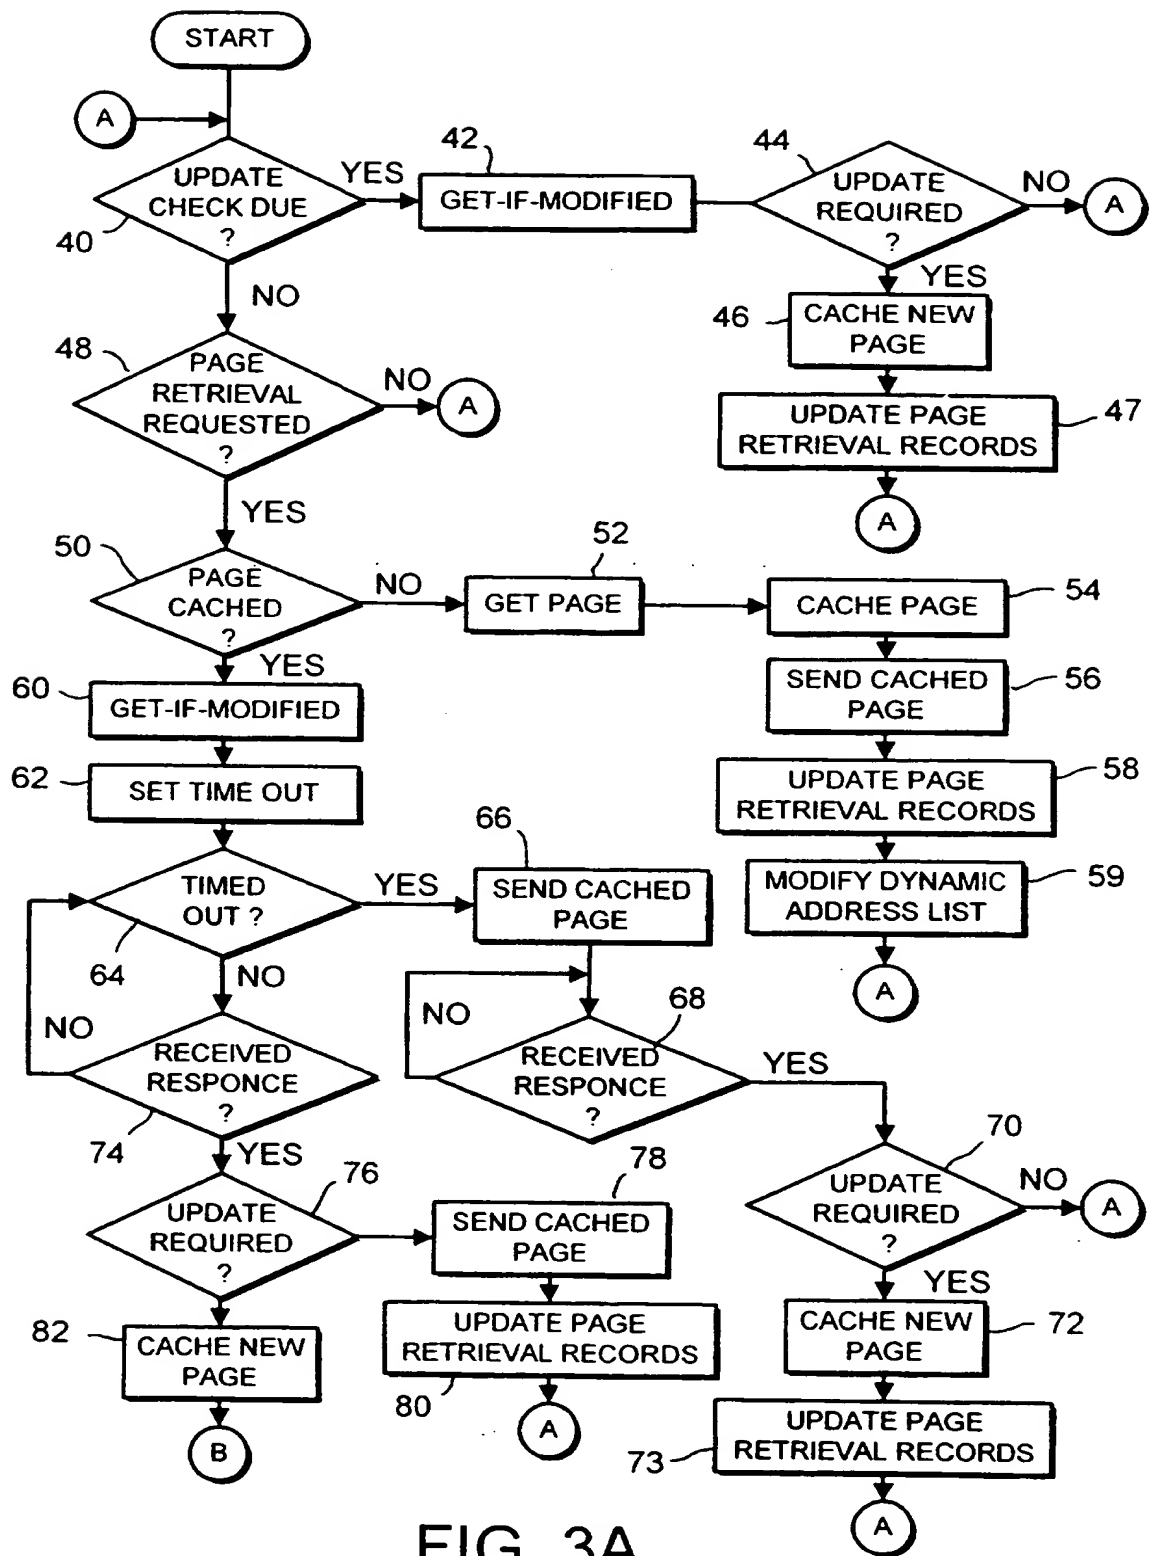 START
A
UPDATE
CHECK DUE
?
40
YES
42
GET-IF-MODIFIED
44
UPDATE
REQUIRED
?
NO
A
YES
46
CACHE NEW
PAGE
UPDATE PAGE
RETRIEVAL RECORDS
47
A
NO
48
PAGE
RETRIEVAL
REQUESTED
?
NO
A
YES
50
PAGE
CACHED
?
NO
52
GET PAGE
CACHE PAGE
54
SEND CACHED
PAGE
56
UPDATE PAGE
RETRIEVAL RECORDS
58
MODIFY DYNAMIC
ADDRESS LIST
59
A
YES
60
GET-IF-MODIFIED
62
SET TIME OUT
TIMED
OUT ?
64
YES
66
SEND CACHED
PAGE
NO
NO
RECEIVED
RESPONCE
?
74
NO
68
RECEIVED
RESPONCE
?
YES
70
UPDATE
REQUIRED
?
NO
A
YES
CACHE NEW
PAGE
72
UPDATE PAGE
RETRIEVAL RECORDS
73
A
YES
76
UPDATE
REQUIRED
?
78
SEND CACHED
PAGE
UPDATE PAGE
RETRIEVAL RECORDS
80
A
82
CACHE NEW
PAGE
B
FIG. 3A